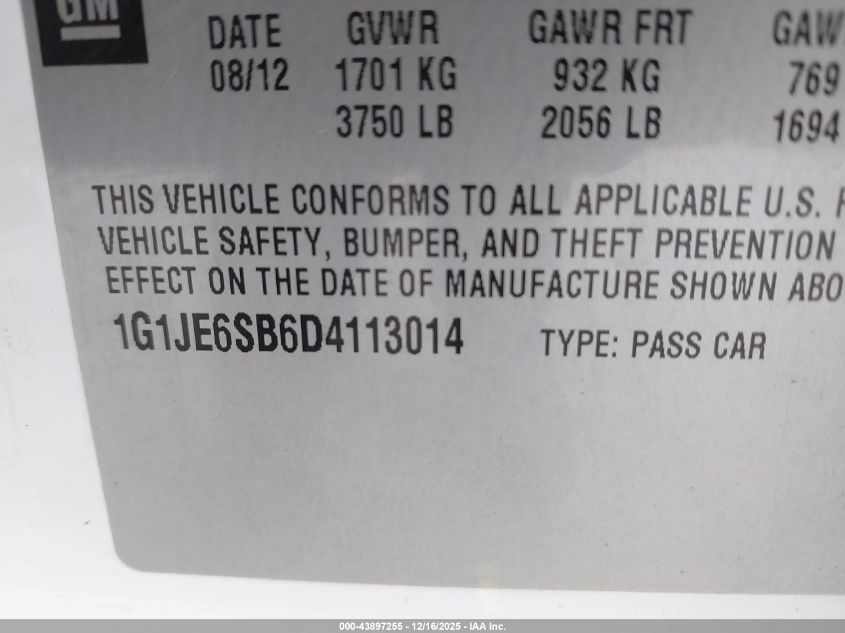 GM
DATE GVWR GAWR FRT GAW
08/12 1701 KG 932 KG 769
3750 LB 2056 LB 1694
THIS VEHICLE CONFORMS TO ALL APPLICABLE U.S.
VEHICLE SAFETY, BUMPER, AND THEFT PREVENTION
EFFECT ON THE DATE OF MANUFACTURE SHOWN ABO
1G1JE6SB6D4113014 TYPE: PASS CAR
000-43897255 - 12/16/2025 - IAA Inc.